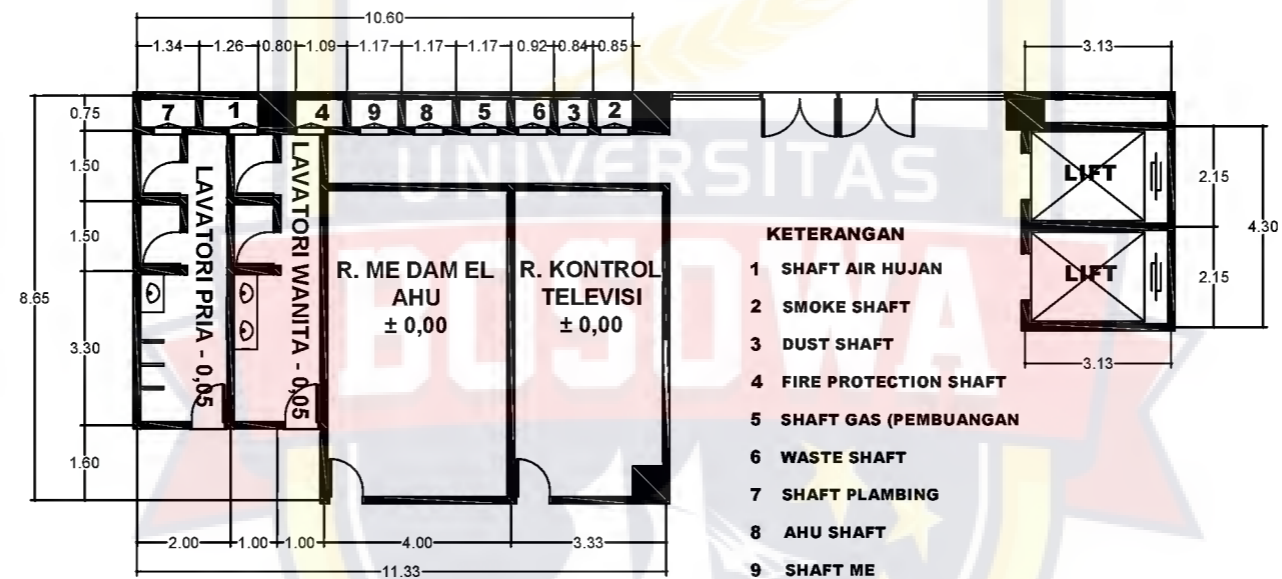 10.60
1.34 1.26 0.80 1.09 1.17 1.17 1.17 0.92 0.84 0.85
3.13
7 1 4 9 8 5 6 3 2
0.75
1.50
1.50
8.65
3.30
1.60
LAVATORI PRIA - 0,05
LAVATORI WANITA - 0,05
R. ME DAM EL
AHU
± 0,00
R. KONTROL
TELEVISI
± 0,00
UNIVERSITAS
BOSOWA
LIFT
LIFT
2.15
4.30
2.15
3.13
KETERANGAN
1 SHAFT AIR HUJAN
2 SMOKE SHAFT
3 DUST SHAFT
4 FIRE PROTECTION SHAFT
5 SHAFT GAS (PEMBUANGAN
6 WASTE SHAFT
7 SHAFT PLAMBING
8 AHU SHAFT
9 SHAFT ME
2.00 1.00 1.00 4.00 3.33
11.33